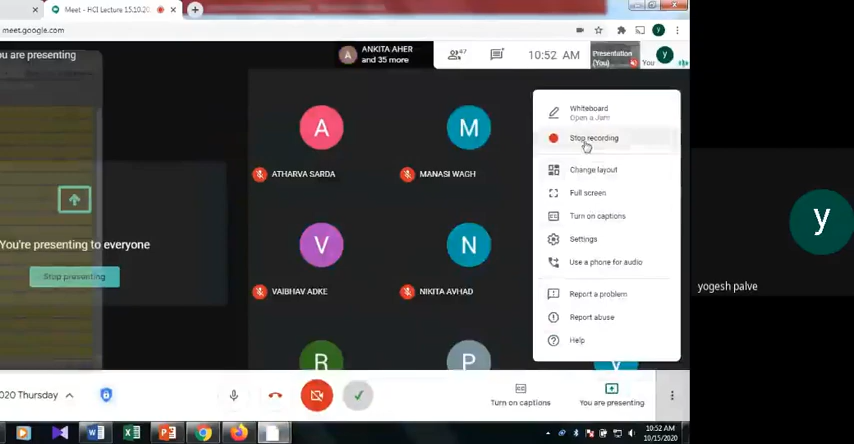 Meet - HCI Lecture 15.10.20
meet.google.com
ou are presenting
A
ANKITA AHER
and 35 more
47
10:52 AM
Presentation
(You)
You
y
Whiteboard
Open a Jam
Stop recording
Change layout
Full screen
Turn on captions
Settings
Use a phone for audio
Report a problem
Report abuse
Help
A
ATHARVA SARDA
M
MANASI WAGH
V
VAIBHAV ADKE
N
NIKITA AVHAD
R
P
You're presenting to everyone
Stop presenting
y
yogesh palve
020 Thursday
Turn on captions
You are presenting
10:52 AM
10/15/2020